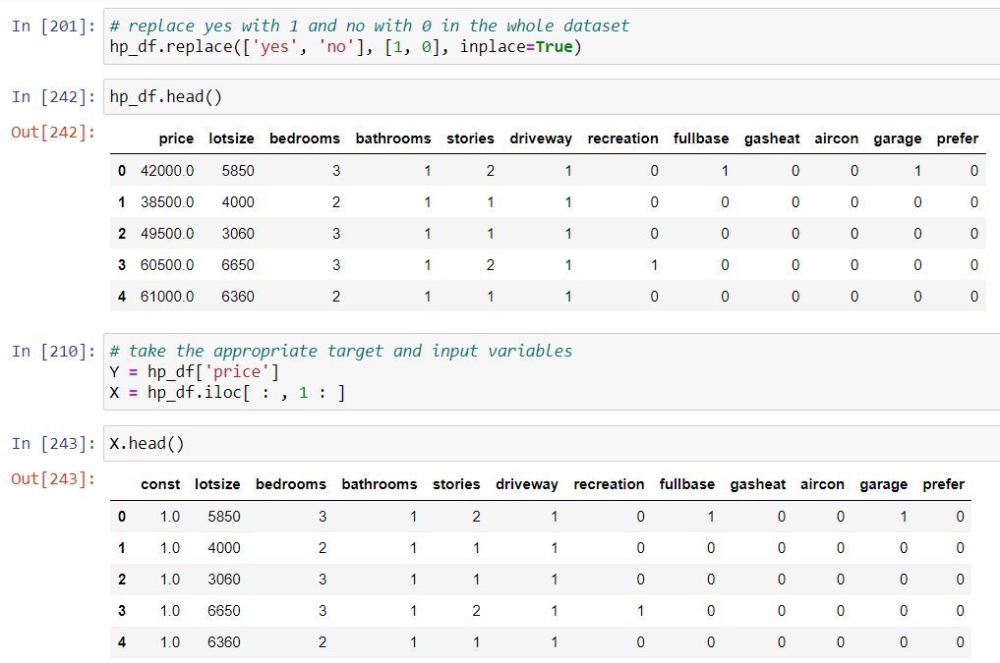 In [201]: # replace yes with 1 and no with 0 in the whole dataset
hp_df.replace(['yes', 'no'], [1, 0], inplace=True)
In [242]: hp_df.head()
Out[242]:
price lotsize bedrooms bathrooms stories driveway recreation fullbase gasheat aircon garage prefer
0 42000.0 5850 3 1 2 1 0 1 0 0 1 0
1 38500.0 4000 2 1 1 1 0 0 0 0 0 0
2 49500.0 3060 3 1 1 1 0 0 0 0 0 0
3 60500.0 6650 3 1 2 1 1 0 0 0 0 0
4 61000.0 6360 2 1 1 1 0 0 0 0 0 0
In [210]: # take the appropriate target and input variables
Y = hp_df['price']
X = hp_df.iloc[ : , 1 : ]
In [243]: X.head()
Out[243]:
const lotsize bedrooms bathrooms stories driveway recreation fullbase gasheat aircon garage prefer
0 1.0 5850 3 1 2 1 0 1 0 0 1 0
1 1.0 4000 2 1 1 1 0 0 0 0 0 0
2 1.0 3060 3 1 1 1 0 0 0 0 0 0
3 1.0 6650 3 1 2 1 1 0 0 0 0 0
4 1.0 6360 2 1 1 1 0 0 0 0 0 0